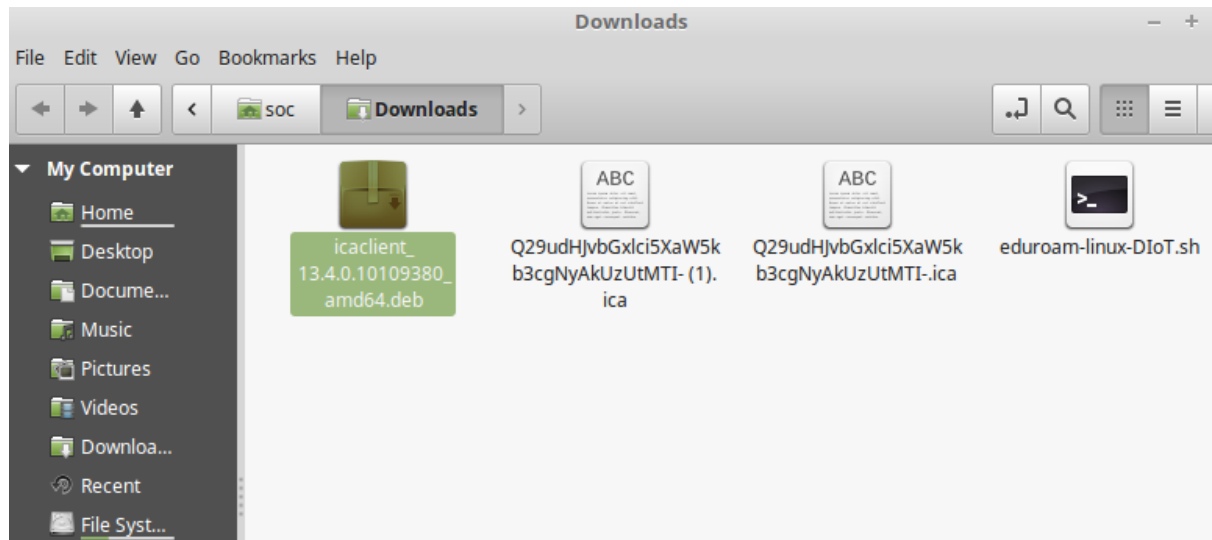 Downloads
File Edit View Go Bookmarks Help
soc Downloads
My Computer
Home
Desktop
Docume...
Music
Pictures
Videos
Downloa...
Recent
File Syst...
icaclient_
13.4.0.10109380_
amd64.deb
ABC
Q29udHJvbGxlci5XaW5k
b3cgNyAkUzUtMTI- (1).
ica
ABC
Q29udHJvbGxlci5XaW5k
b3cgNyAkUzUtMTI-.ica
>_
eduroam-linux-DIoT.sh